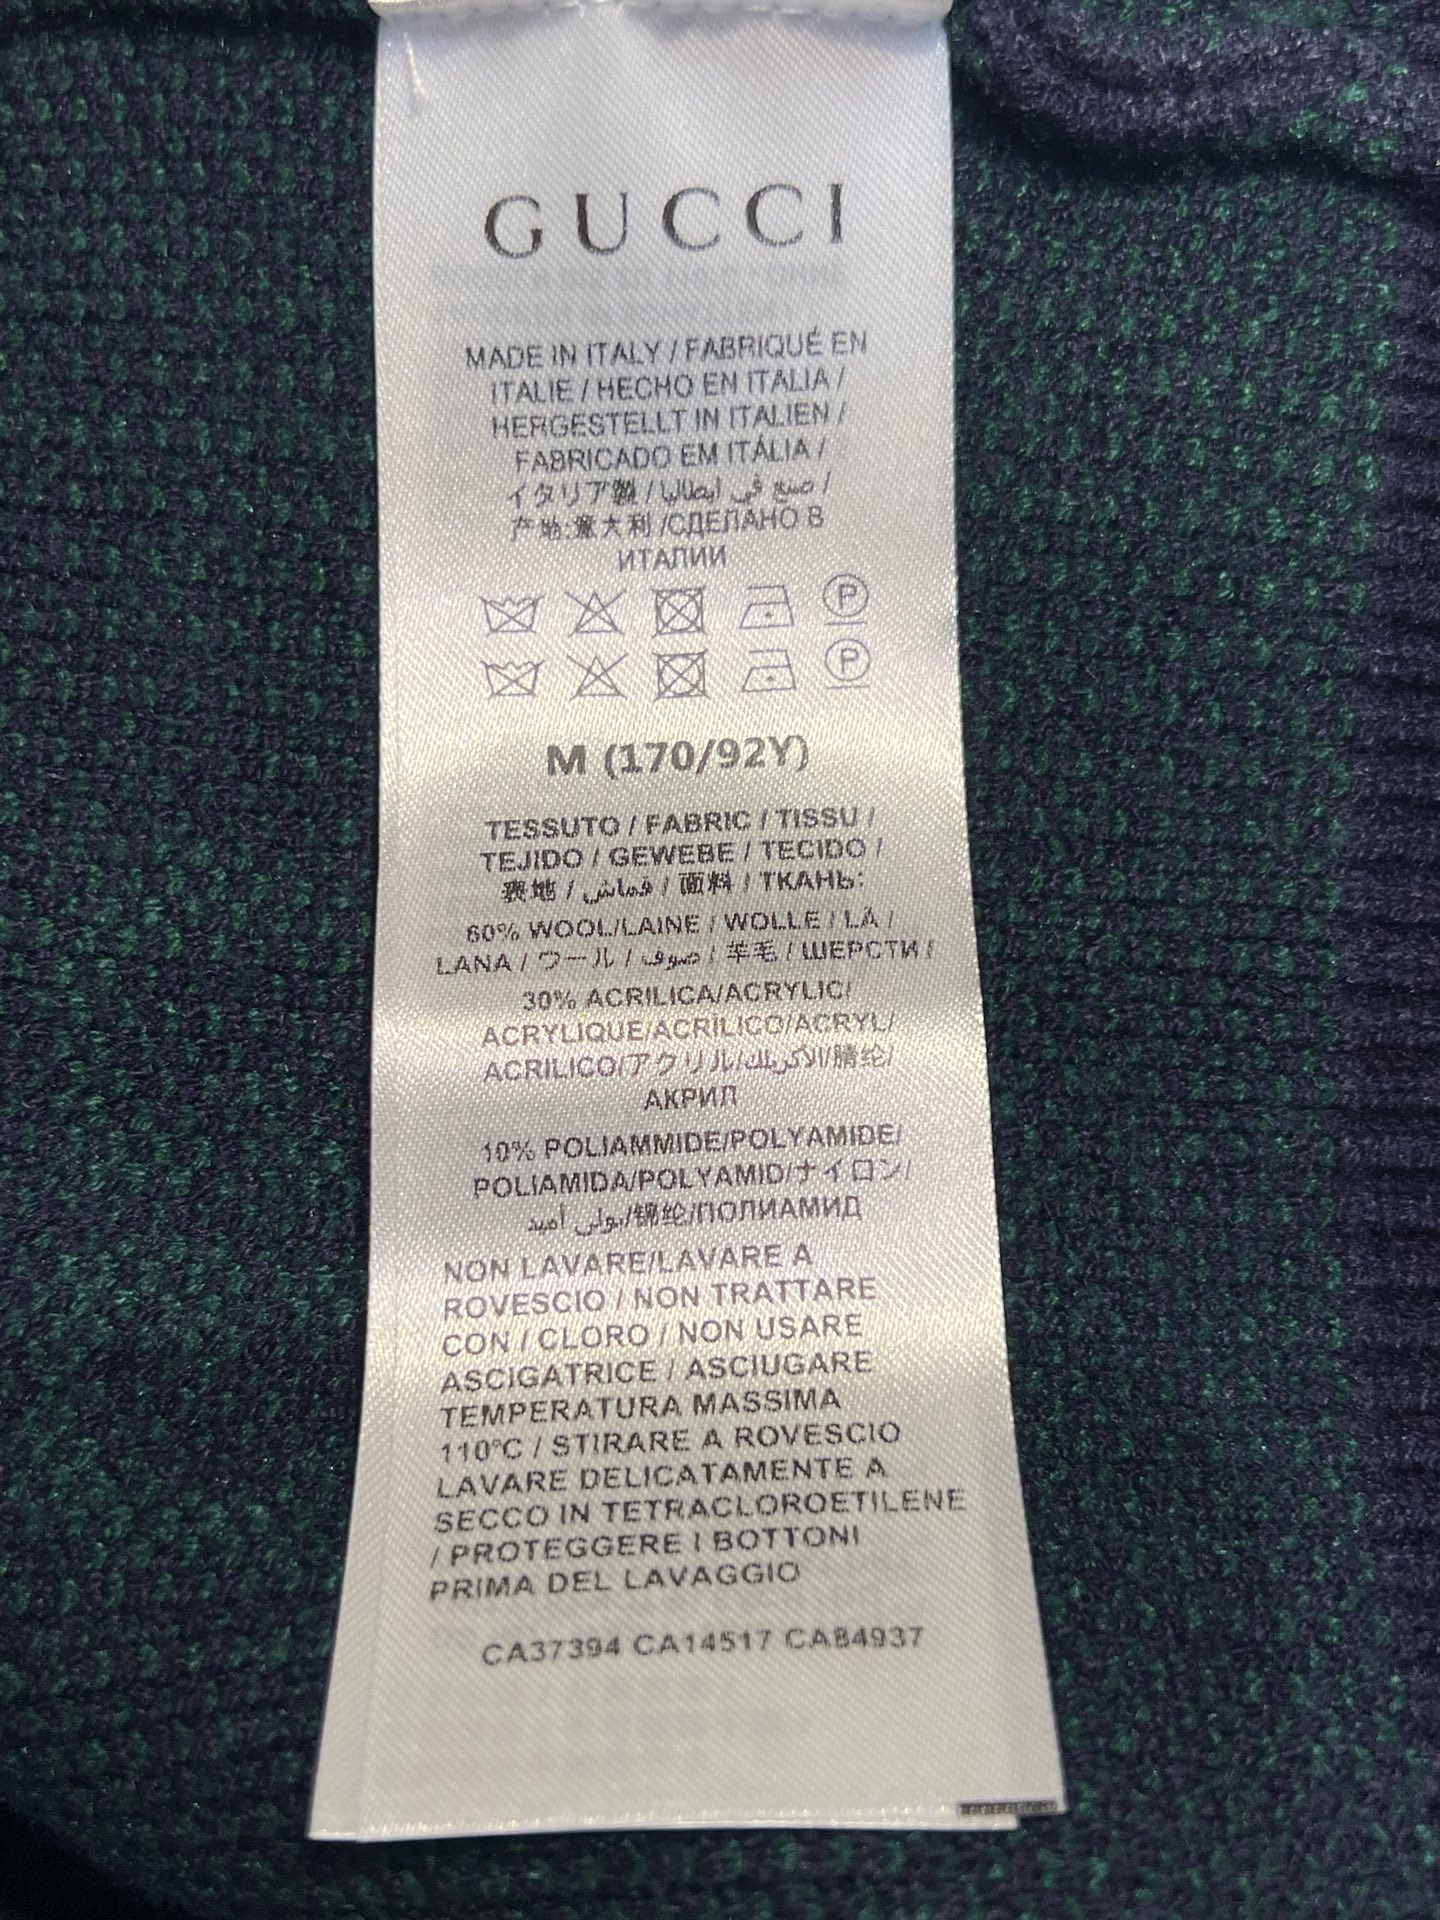 GUCCI
MADE IN ITALY / FABRIQUÉ EN
ITALIE / HECHO EN ITALIA /
HERGESTELLT IN ITALIEN /
FABRICADO EM ITÁLIA /
イタリア製 / صنع في ايطاليا /
产地:意大利 /СДЕЛАНО В
ИТАЛИИ
P
P
M (170/92Y)
TESSUTO / FABRIC / TISSU /
TEJIDO / GEWEBE / TECIDO /
表地 / قماش / 面料 / ТКАНЬ:
60% WOOL/LAINE / WOLLE / LÃ /
LANA / ウール / صوف / 羊毛 / ШЕРСТИ /
30% ACRILICA/ACRYLIC/
ACRYLIQUE/ACRÍLICO/ACRYL/
ACRILICO/アクリル/الاكريليك/腈纶/
АКРИЛ
10% POLIAMMIDE/POLYAMIDE/
POLIAMIDA/POLYAMID/ナイロン/
بولي أميد/锦纶/ПОЛИАМИД
NON LAVARE/LAVARE A
ROVESCIO / NON TRATTARE
CON / CLORO / NON USARE
ASCIGATRICE / ASCIUGARE
TEMPERATURA MASSIMA
110°C / STIRARE A ROVESCIO
LAVARE DELICATAMENTE A
SECCO IN TETRACLOROETILENE
/ PROTEGGERE I BOTTONI
PRIMA DEL LAVAGGIO
CA37394 CA14517 CA84937